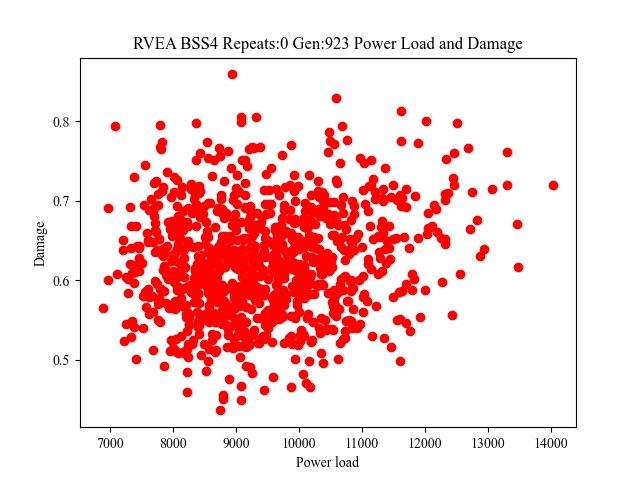 RVEA BSS4 Repeats:0 Gen:923 Power Load and Damage
0.8
0.7
0.6
0.5
Damage
7000 8000 9000 10000 11000 12000 13000 14000
Power load